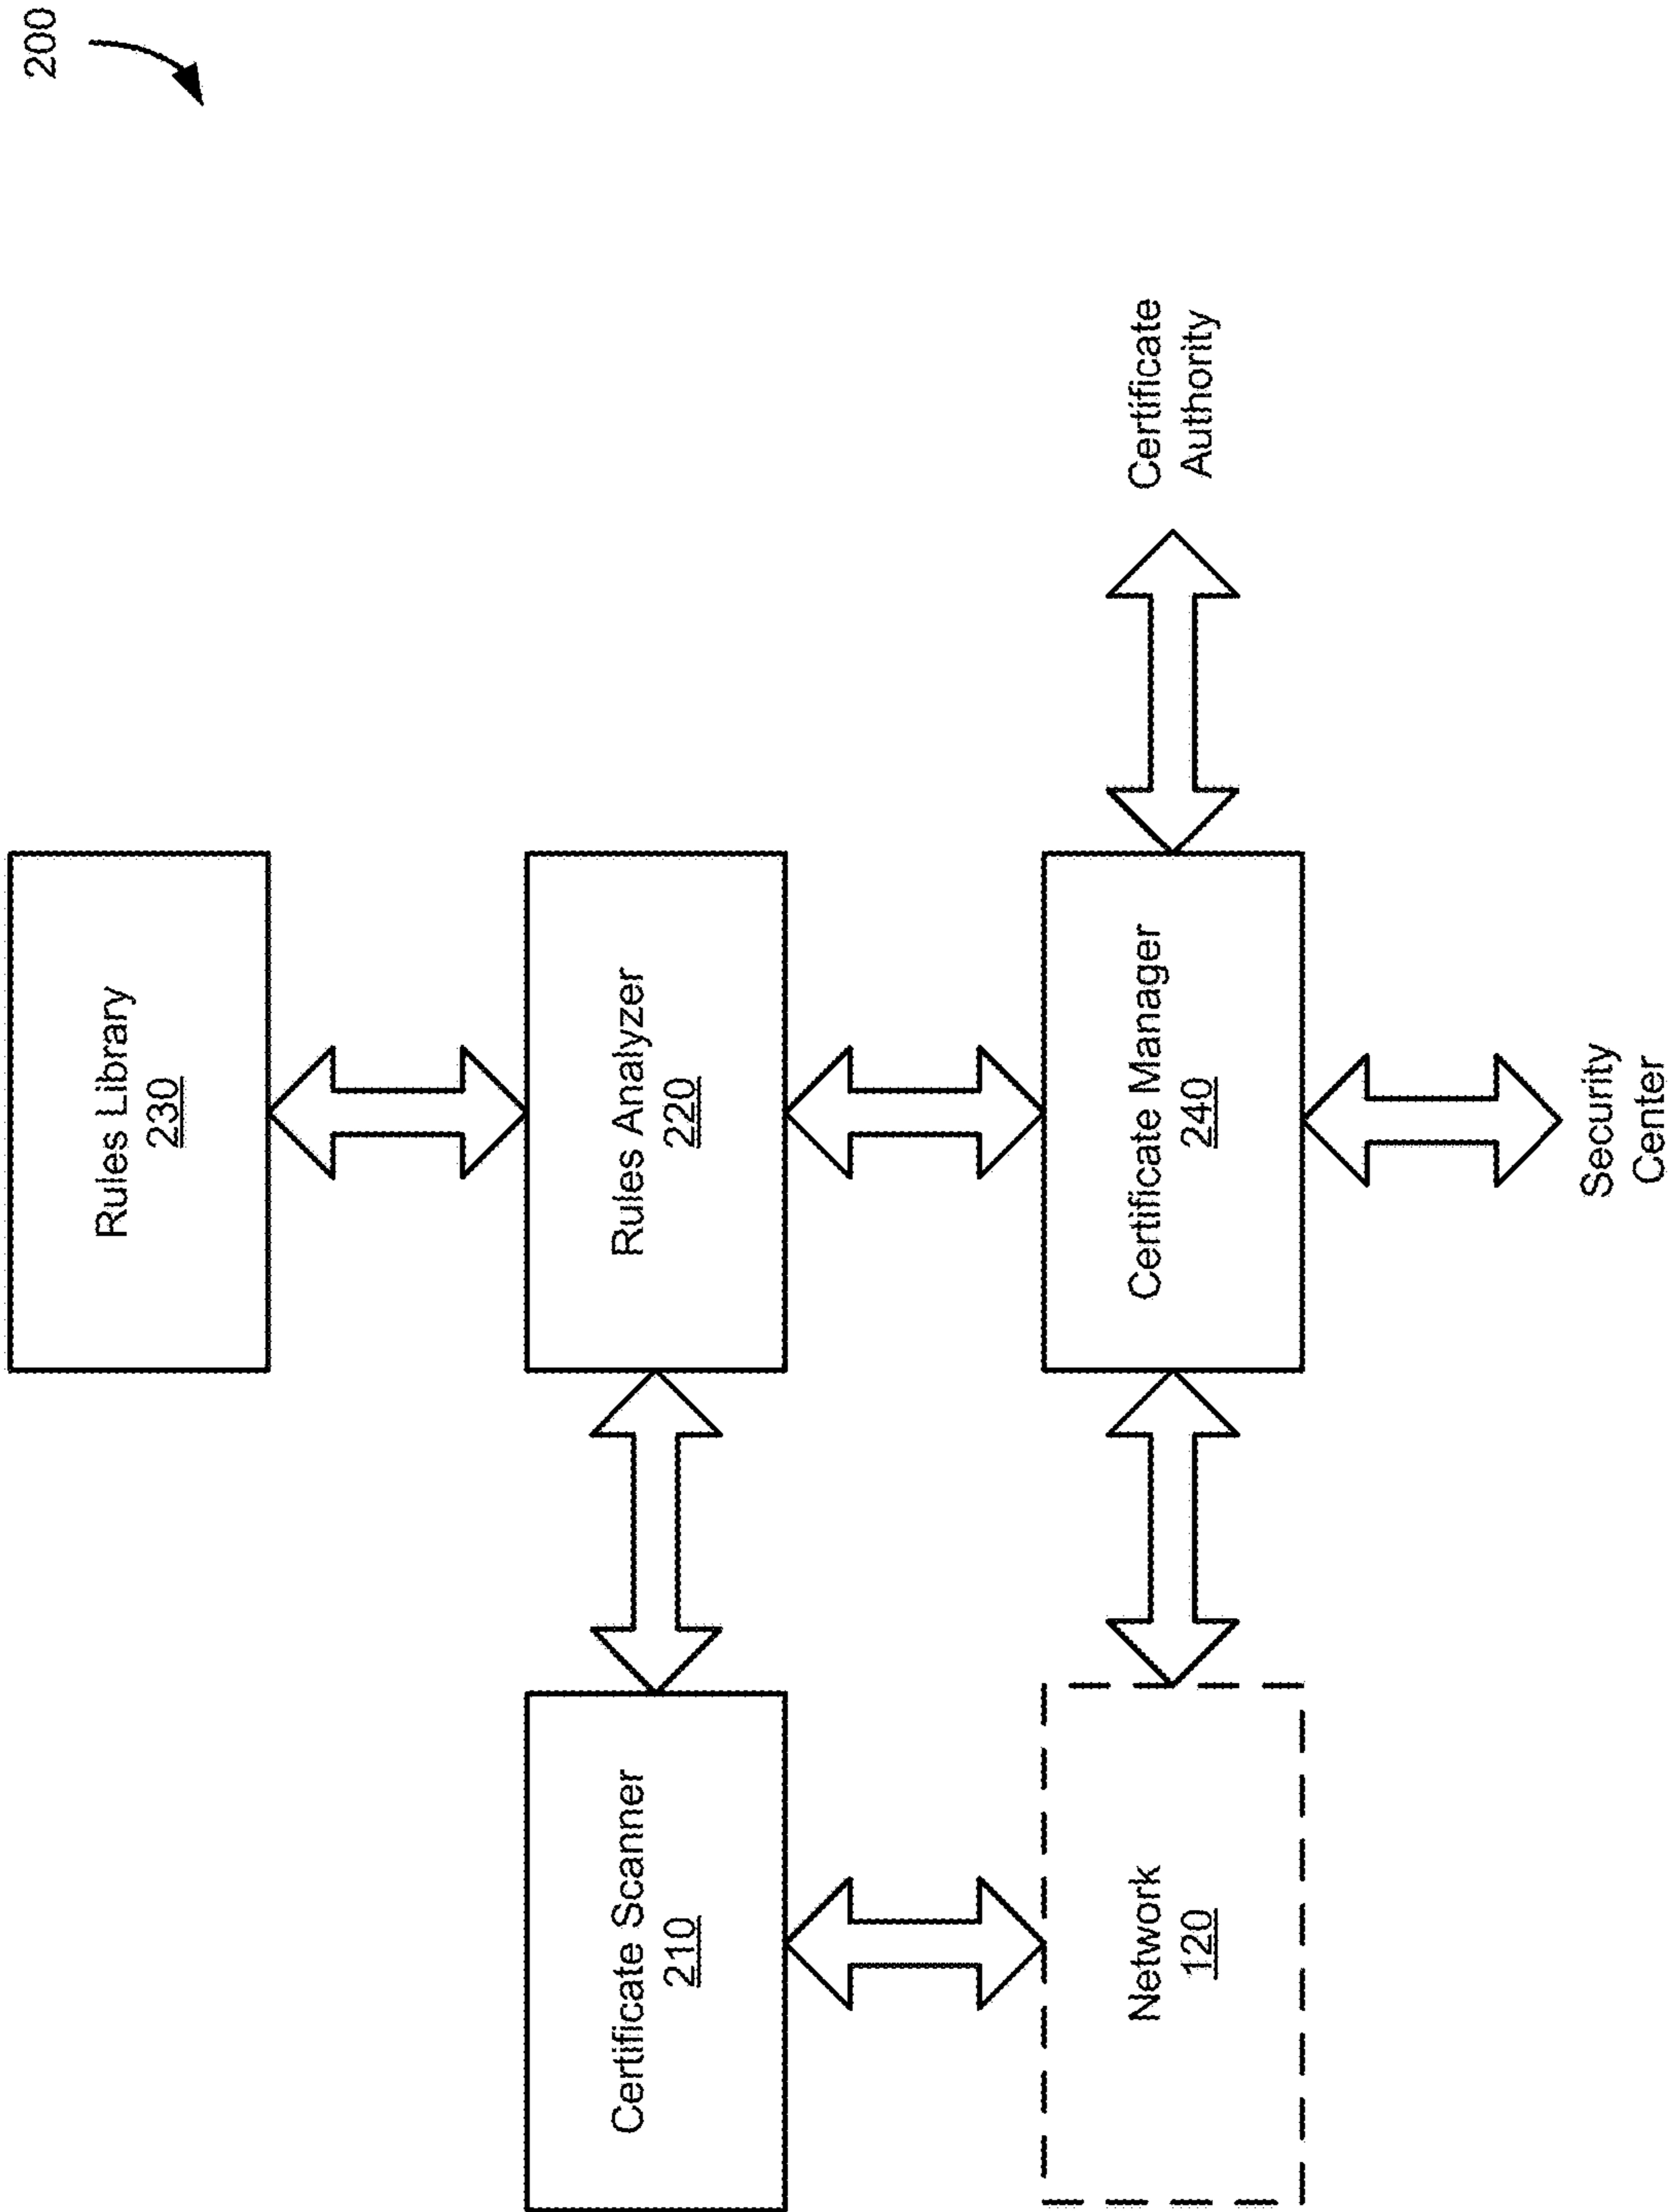 200
Rules Library
230
Certificate Scanner
210
Rules Analyzer
220
Network
120
Certificate Manager
240
Certificate
Authority
Security
Center